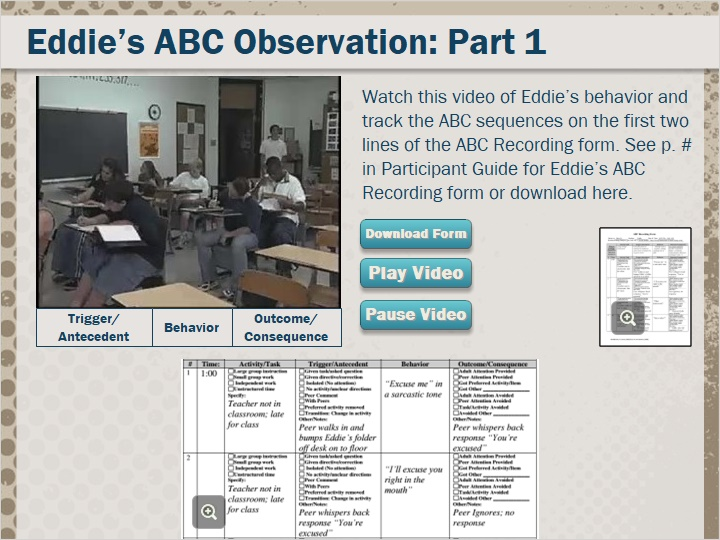 Eddie’s ABC Observation: Part 1
Watch this video of Eddie’s behavior and
track the ABC sequences on the first two
lines of the ABC Recording form. See p. #
in Participant Guide for Eddie’s ABC
Recording form or download here.
Download Form
Play Video
Pause Video
Trigger/
Antecedent
Behavior
Outcome/
Consequence
# Time: Activity/Task Trigger/Antecedent Behavior Outcome/Consequence
1 1:00
Large group instruction
Small group work
Independent work
Unstructured time
Specify:
Teacher not in
classroom; late
for class
Given task/asked question
Given directive/correction
Isolated (No attention)
No activity/unclear directions
Peer Comment
With Peers
Preferred activity removed
Transition: Change in activity
Other/Notes:
Peer walks in and
bumps Eddie’s folder
off desk on to floor
“Excuse me” in
a sarcastic tone
Adult Attention Provided
Peer Attention Provided
Got Preferred Activity/Item
Got Other
Adult Attention Avoided
Peer Attention Avoided
Task/Activity Avoided
Avoided Other
Other/Notes:
Peer whispers back
response “You’re
excused”
2
Large group instruction
Small group work
Independent work
Unstructured time
Specify:
Teacher not in
classroom; late
for class
Given task/asked question
Given directive/correction
Isolated (No attention)
No activity/unclear directions
Peer Comment
With Peers
Preferred activity removed
Transition: Change in activity
Other/Notes:
Peer whispers back
response “You’re
excused”
“I’ll excuse you
right in the
mouth”
Adult Attention Provided
Peer Attention Provided
Got Preferred Activity/Item
Got Other
Adult Attention Avoided
Peer Attention Avoided
Task/Activity Avoided
Avoided Other
Other/Notes:
Peer Ignores; no
response